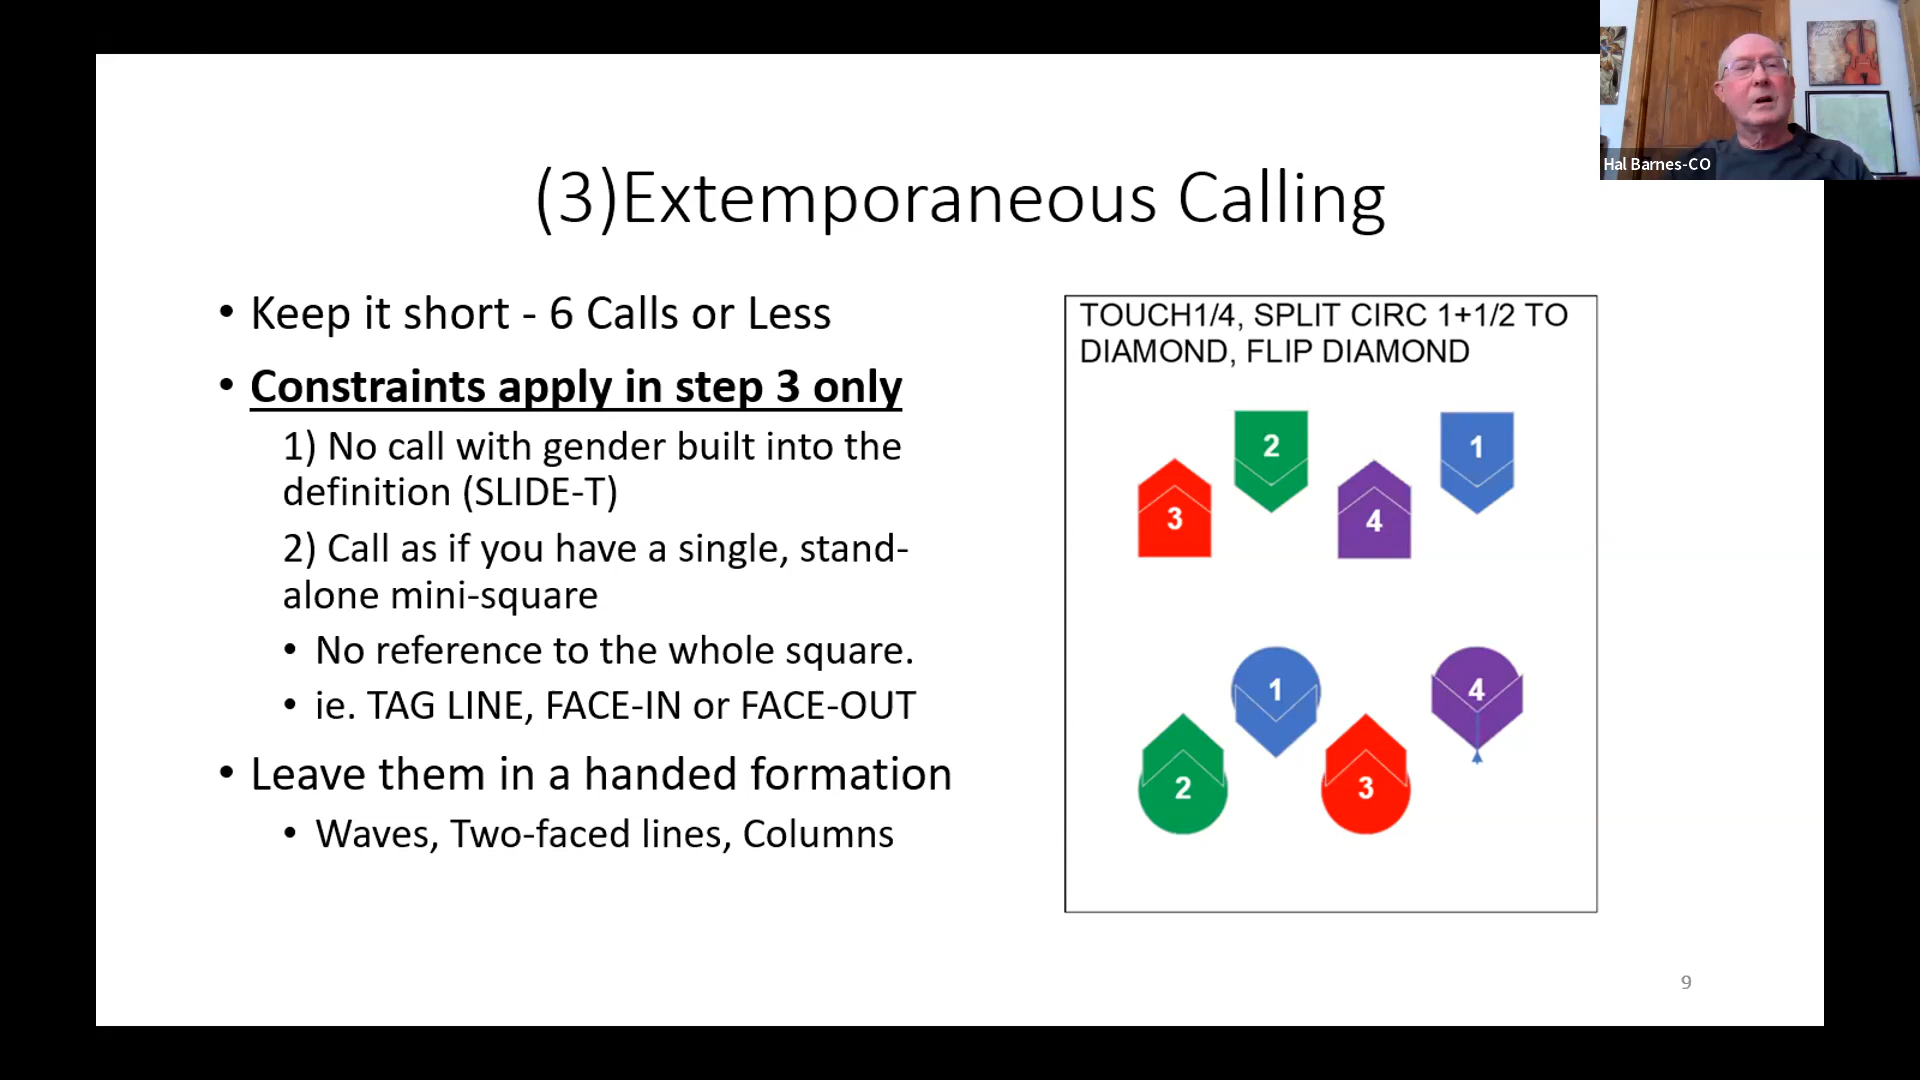 Hal Barnes-CO
(3)Extemporaneous Calling
• Keep it short - 6 Calls or Less
• Constraints apply in step 3 only
1) No call with gender built into the
definition (SLIDE-T)
2) Call as if you have a single, stand-
alone mini-square
• No reference to the whole square.
• ie. TAG LINE, FACE-IN or FACE-OUT
• Leave them in a handed formation
• Waves, Two-faced lines, Columns
TOUCH1/4, SPLIT CIRC 1+1/2 TO
DIAMOND, FLIP DIAMOND
3 2 4 1
2 1 3 4
9